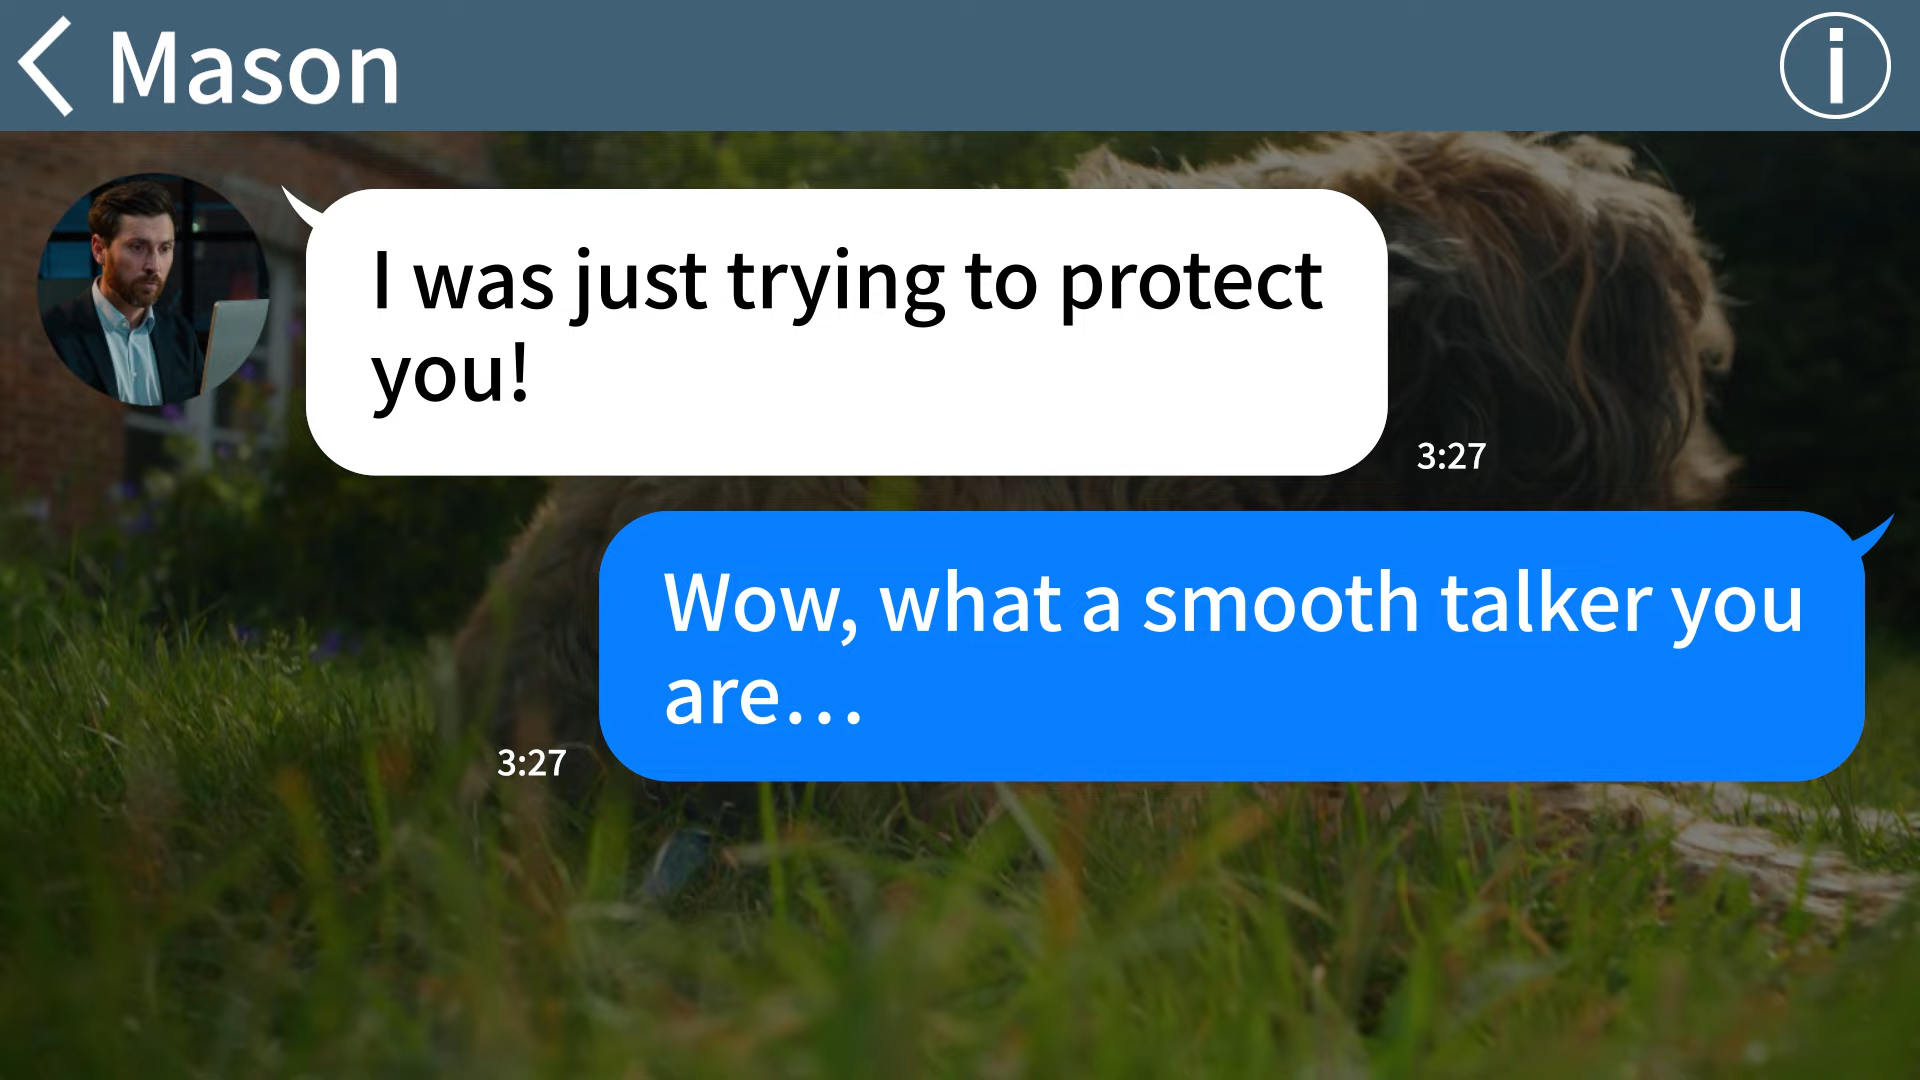 Mason
I was just trying to protect
you!
3:27
Wow, what a smooth talker you
are...
3:27